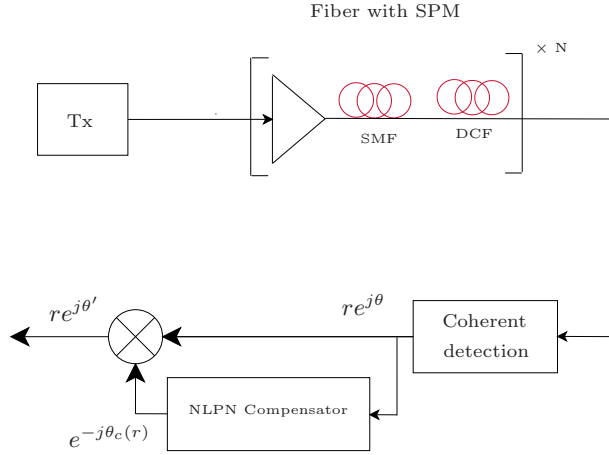 Fiber with SPM
× N
Tx
SMF
DCF
re^{jθ'}
re^{jθ}
Coherent
detection
NLPN Compensator
e^{-jθ_c(r)}